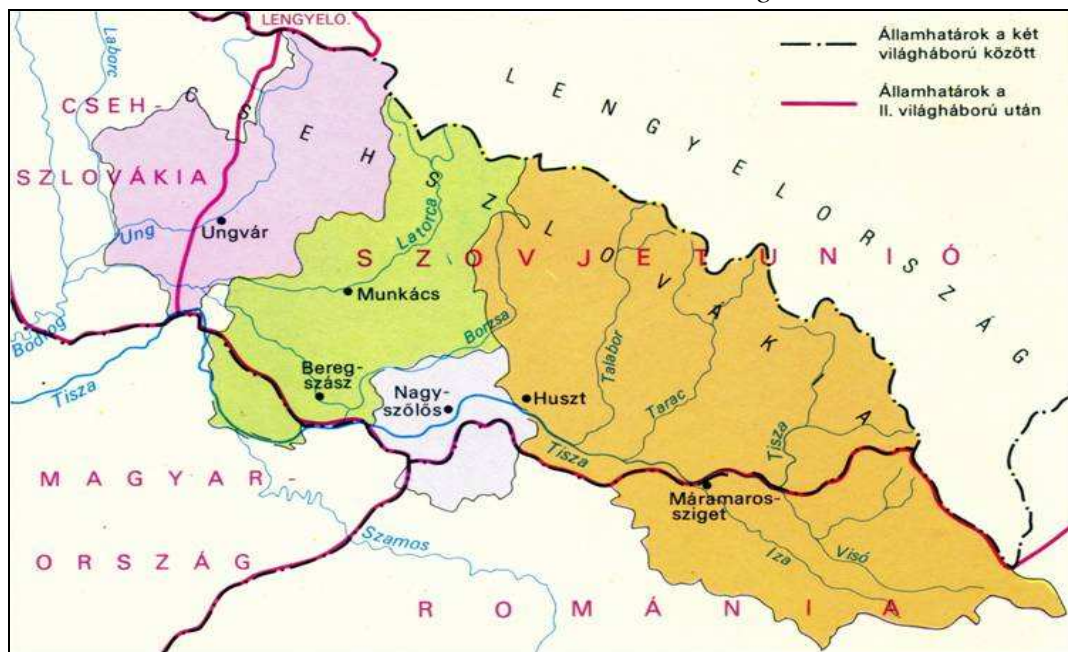 LENGYELO.
Laborc
CSEH-
SZLOVÁKIA
CSEHSZLOVÁKIA
LENGYELORSZÁG
Államhatárok a két
világháború között
Államhatárok a
II. világháború után
Ung
Ungvár
Latorca
SZOVJETUNIÓ
Munkács
Borzsa
Bodrog
Tisza
Bereg-
szász
Nagy-
szőlős
Huszt
Talabor
Tarac
Tisza
Tisza
MAGYAR-
ORSZÁG
Máramaros-
sziget
Szamos
Iza
Visó
ROMÁNIA